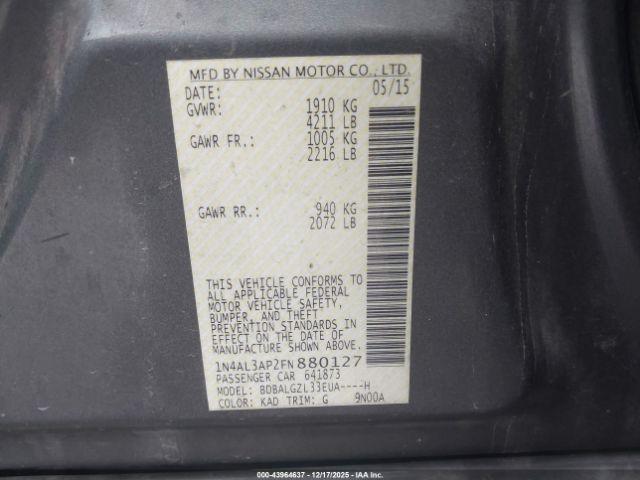 MFD BY NISSAN MOTOR CO., LTD.
DATE: 05/15
GVWR: 1910 KG
4211 LB
GAWR FR.: 1005 KG
2216 LB
GAWR RR.: 940 KG
2072 LB
THIS VEHICLE CONFORMS TO
ALL APPLICABLE FEDERAL
MOTOR VEHICLE SAFETY,
BUMPER, AND THEFT
PREVENTION STANDARDS IN
EFFECT ON THE DATE OF
MANUFACTURE SHOWN ABOVE.
1N4AL3AP2FN880127
PASSENGER CAR 641873
MODEL: BDBALGZL33EUA----H
COLOR: KAD TRIM: G 9N00A
000-43964637 - 12/17/2025 - IAA Inc.